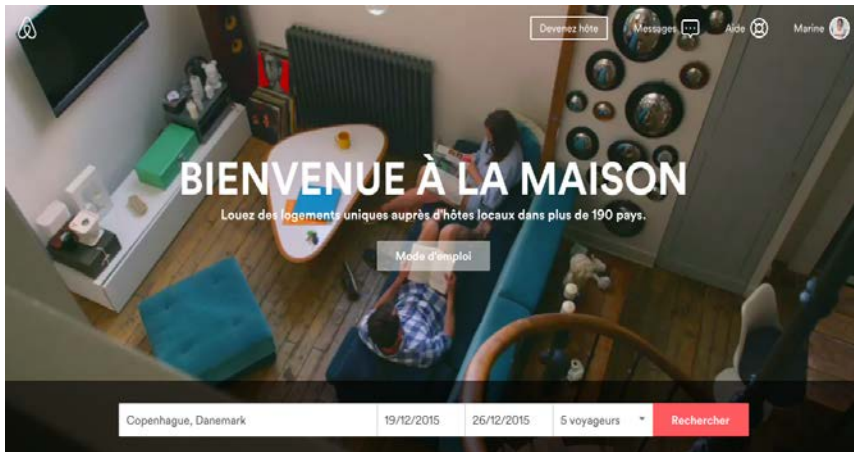 Devenez hôte
Messages
Aide
Marine
BIENVENUE À LA MAISON
Louez des logements uniques auprès d'hôtes locaux dans plus de 190 pays.
Mode d'emploi
Copenhague, Danemark
19/12/2015
26/12/2015
5 voyageurs
Rechercher